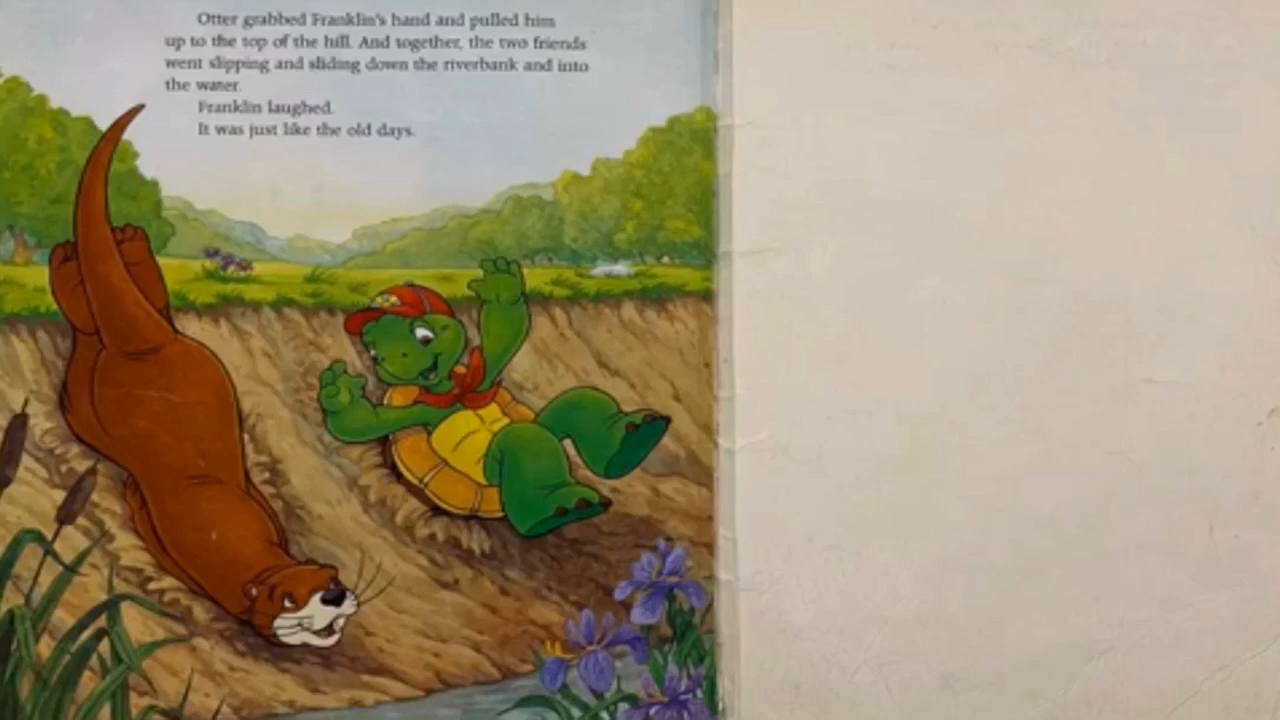 Otter grabbed Franklin's hand and pulled him
up to the top of the hill. And together, the two friends
went slipping and sliding down the riverbank and into
the water.
Franklin laughed.
It was just like the old days.